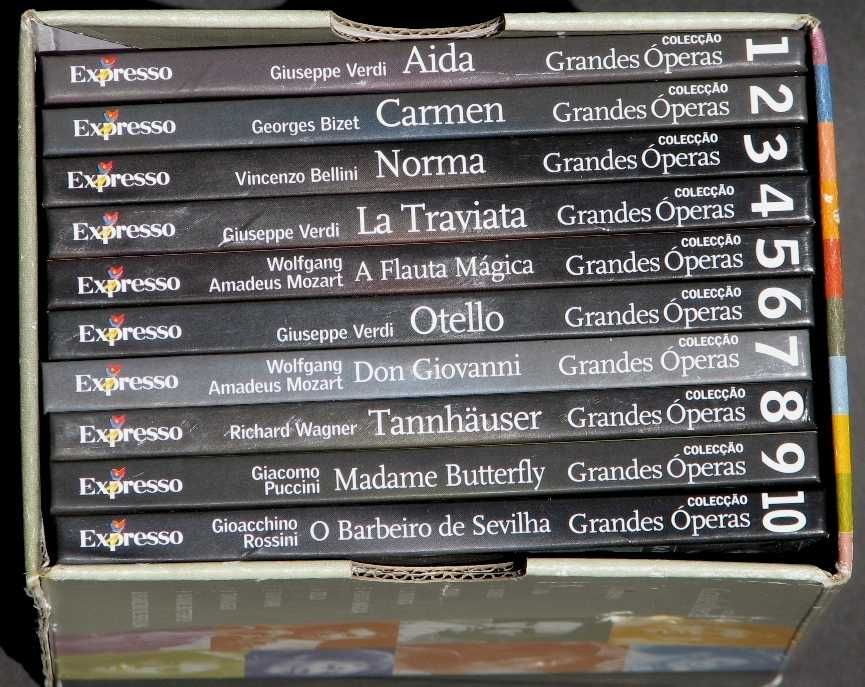 Expresso Giuseppe Verdi Aida COLECÇÃO Grandes Óperas 1
Expresso Georges Bizet Carmen COLECÇÃO Grandes Óperas 2
Expresso Vincenzo Bellini Norma COLECÇÃO Grandes Óperas 3
Expresso Giuseppe Verdi La Traviata COLECÇÃO Grandes Óperas 4
Expresso Wolfgang Amadeus Mozart A Flauta Mágica COLECÇÃO Grandes Óperas 5
Expresso Giuseppe Verdi Otello COLECÇÃO Grandes Óperas 6
Expresso Wolfgang Amadeus Mozart Don Giovanni COLECÇÃO Grandes Óperas 7
Expresso Richard Wagner Tannhäuser COLECÇÃO Grandes Óperas 8
Expresso Giacomo Puccini Madame Butterfly COLECÇÃO Grandes Óperas 9
Expresso Gioacchino Rossini O Barbeiro de Sevilha COLECÇÃO Grandes Óperas 10